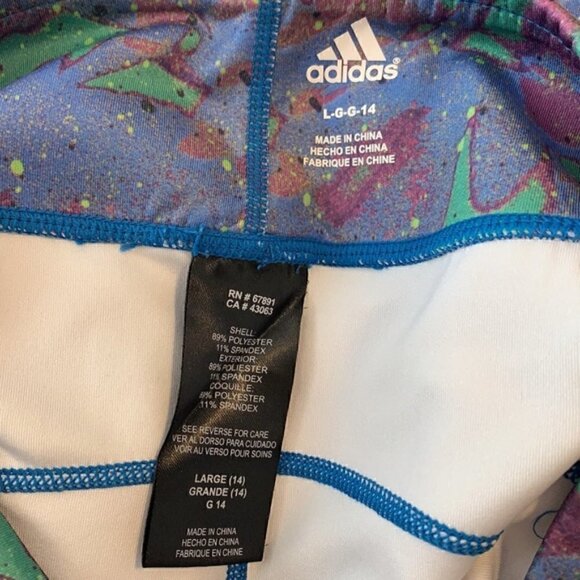 adidas®
L-G-G-14
MADE IN CHINA
HECHO EN CHINA
FABRIQUE EN CHINE
RN # 67891
CA # 43063
SHELL:
89% POLYESTER
11% SPANDEX
EXTERIOR:
89% POLIESTER
11% SPANDEX
COQUILLE:
89% POLYESTER
11% SPANDEX
SEE REVERSE FOR CARE
VER AL DORSO PARA CUIDADO
VOIR AU VERSO POUR SOINS
LARGE (14)
GRANDE (14)
G 14
MADE IN CHINA
HECHO EN CHINA
FABRIQUE EN CHINE